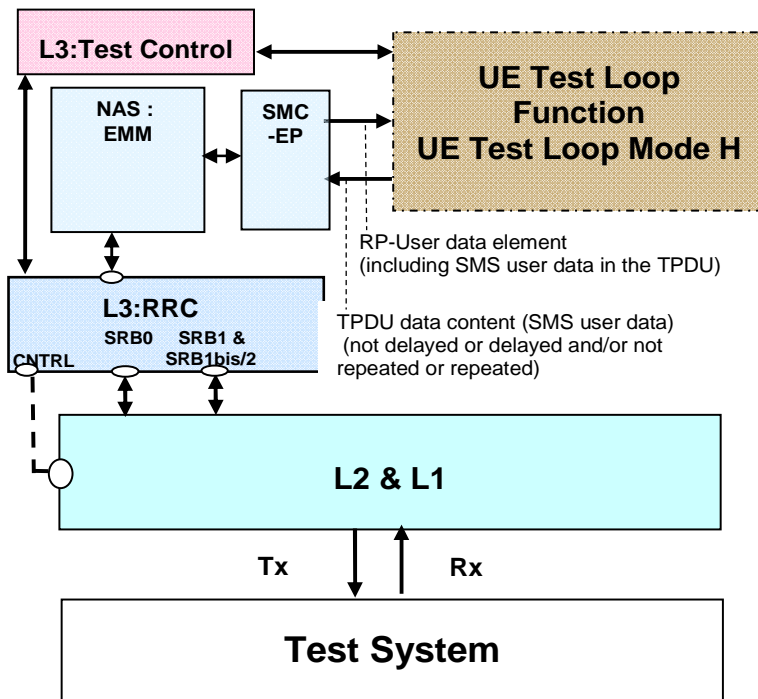 L3:Test Control
UE Test Loop
Function
UE Test Loop Mode H
NAS :
EMM
SMC
-EP
RP-User data element
(including SMS user data in the TPDU)
TPDU data content (SMS user data)
(not delayed or delayed and/or not
repeated or repeated)
L3:RRC
SRB0
SRB1 &
SRB1bis/2
CNTRL
L2 & L1
Tx
Rx
Test System